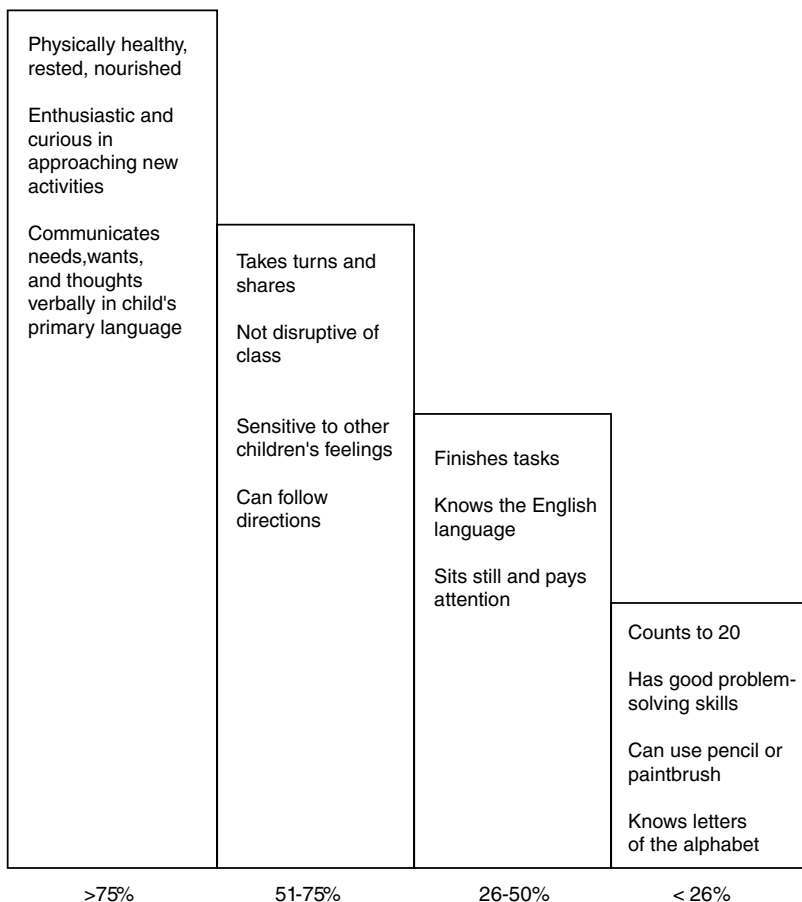 Physically healthy,
rested, nourished
Enthusiastic and
curious in
approaching new
activities
Communicates
needs,wants,
and thoughts
verbally in child's
primary language
Takes turns and
shares
Not disruptive of
class
Sensitive to other
children's feelings
Can follow
directions
Finishes tasks
Knows the English
language
Sits still and pays
attention
Counts to 20
Has good problem-
solving skills
Can use pencil or
paintbrush
Knows letters
of the alphabet
>75%
51-75%
26-50%
< 26%